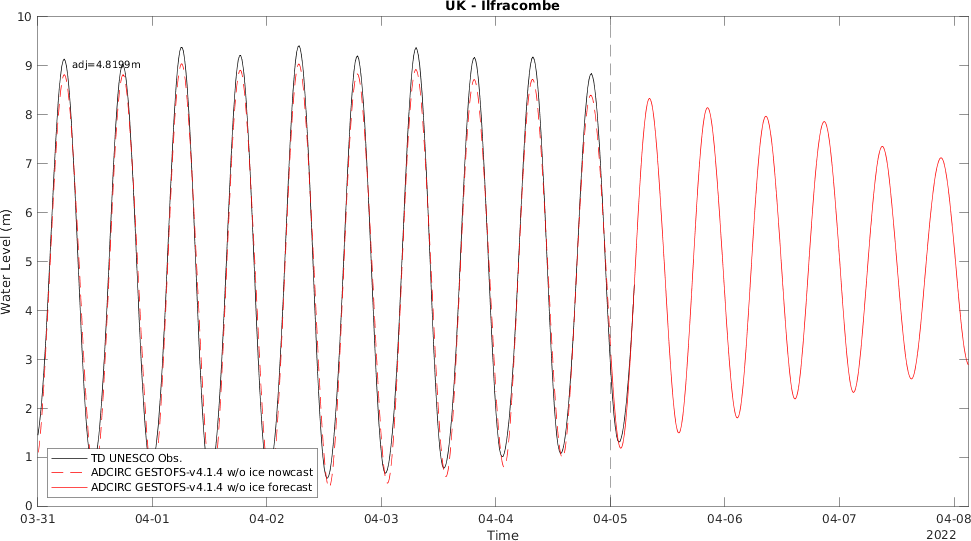 UK - Ilfracombe
10
9
8
7
6
5
4
3
2
1
0
Water Level (m)
adj=4.8199m
TD UNESCO Obs.
ADCIRC GESTOFS-v4.1.4 w/o ice nowcast
ADCIRC GESTOFS-v4.1.4 w/o ice forecast
03-31 04-01 04-02 04-03 04-04 04-05 04-06 04-07 04-08
Time
2022